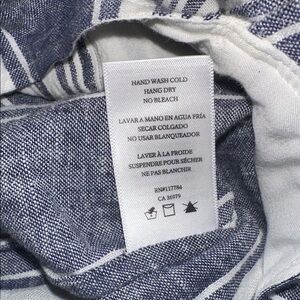 HAND WASH COLD
HANG DRY
NO BLEACH
LAVAR A MANO EN AGUA FRÍA
SECAR COLGADO
NO USAR BLANQUEADOR
LAVER À LA FROIDE
SUSPENDRE POUR SÉCHER
NE PAS BLANCHIR
RN#117784
CA 36979